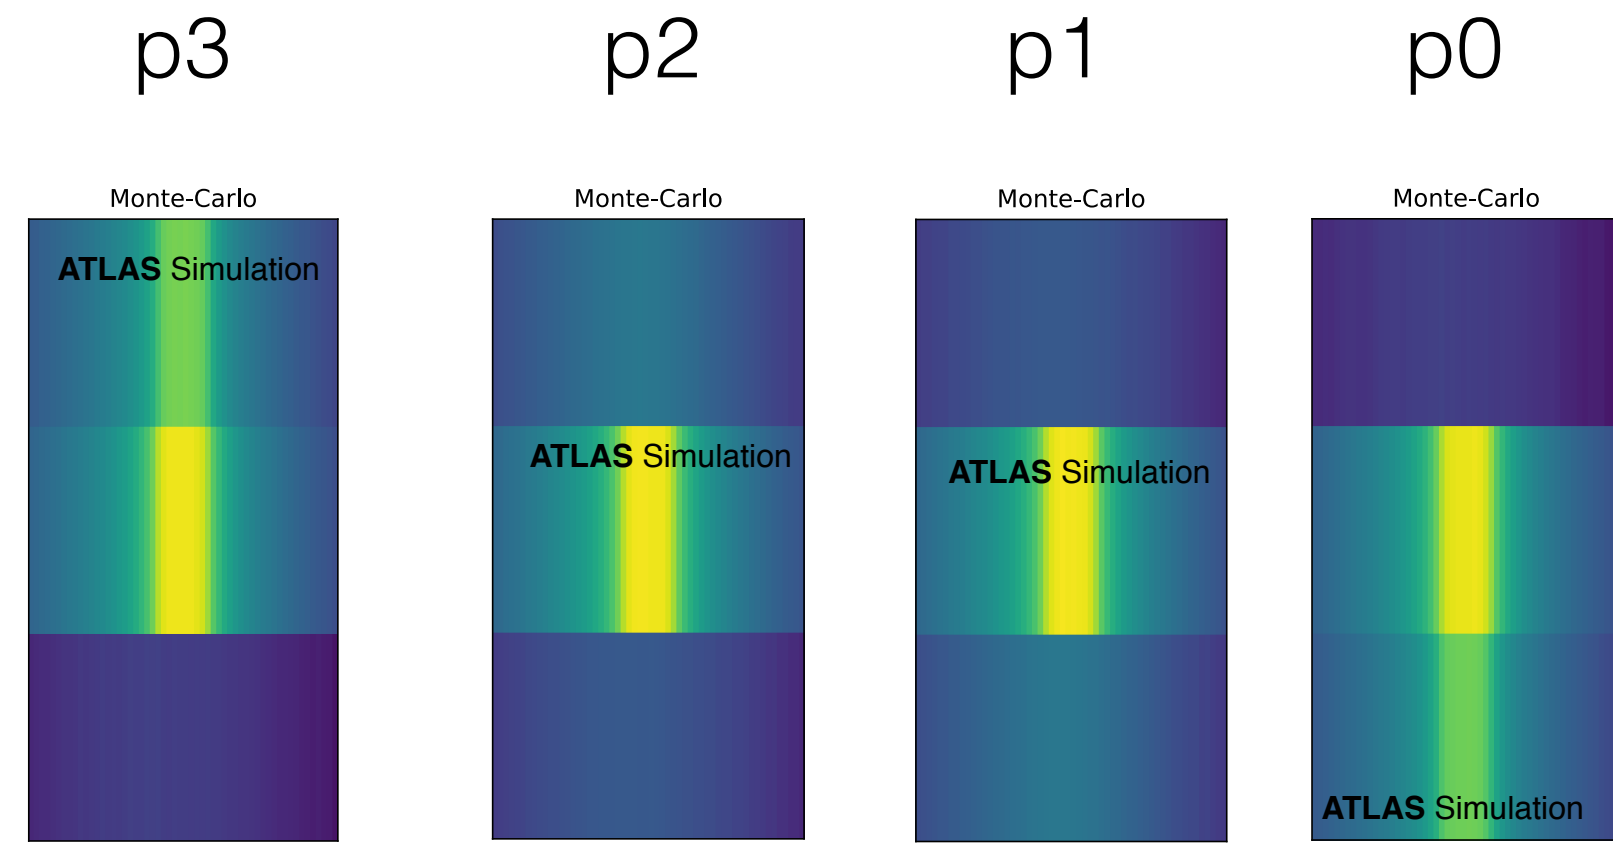 p3 p2 p1 p0
Monte-Carlo Monte-Carlo Monte-Carlo Monte-Carlo
ATLAS Simulation
ATLAS Simulation
ATLAS Simulation
ATLAS Simulation